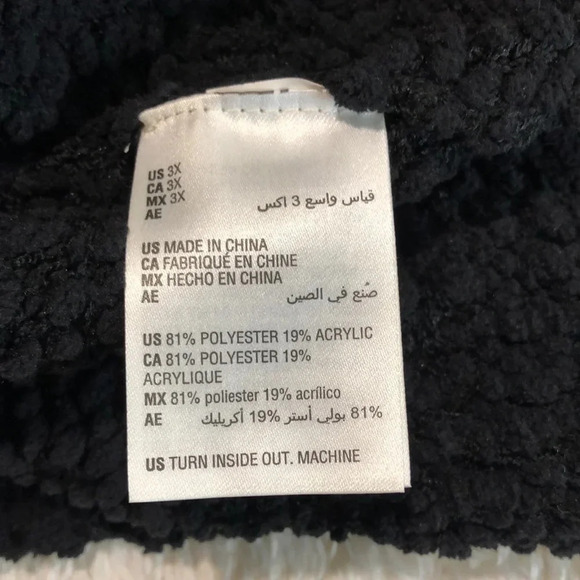 US 3X
CA 3X
MX 3X
AE قياس واسع 3 اكس
US MADE IN CHINA
CA FABRIQUÉ EN CHINE
MX HECHO EN CHINA
AE صُنع في الصين
US 81% POLYESTER 19% ACRYLIC
CA 81% POLYESTER 19%
ACRYLIQUE
MX 81% poliester 19% acrílico
AE 81% بولي أستر 19% أكريليك
US TURN INSIDE OUT. MACHINE